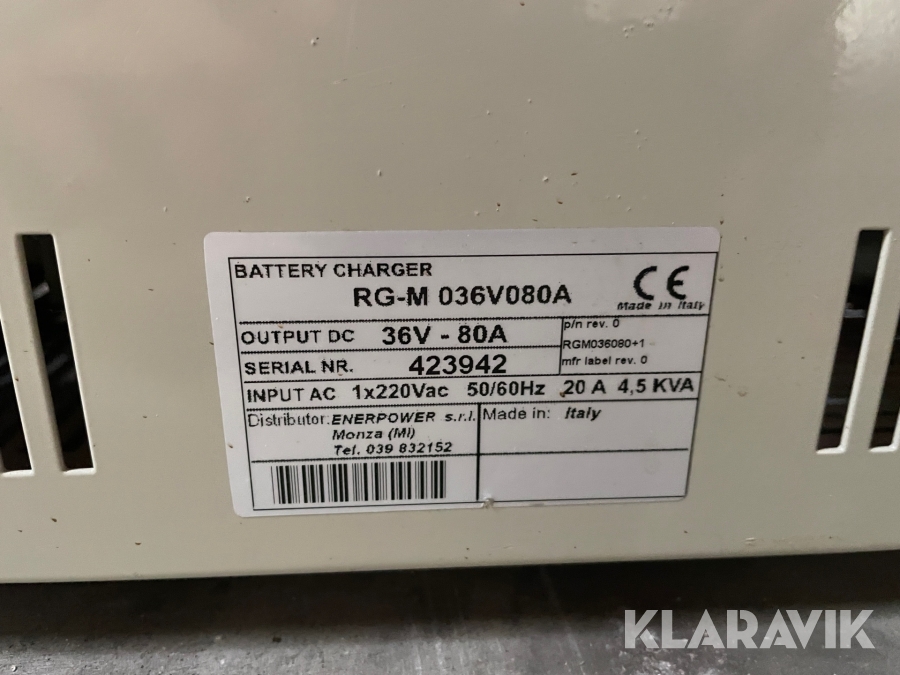 BATTERY CHARGER
RG-M 036V080A
CE
Made in Italy
OUTPUT DC 36V - 80A
p/n rev. 0
RGM036080+1
mfr label rev. 0
SERIAL NR. 423942
INPUT AC 1x220Vac 50/60Hz 20 A 4,5 KVA
Distributor: ENERPOWER s.r.l.
Monza (MI)
Tel. 039 832152
Made in: Italy
KLARAVIK